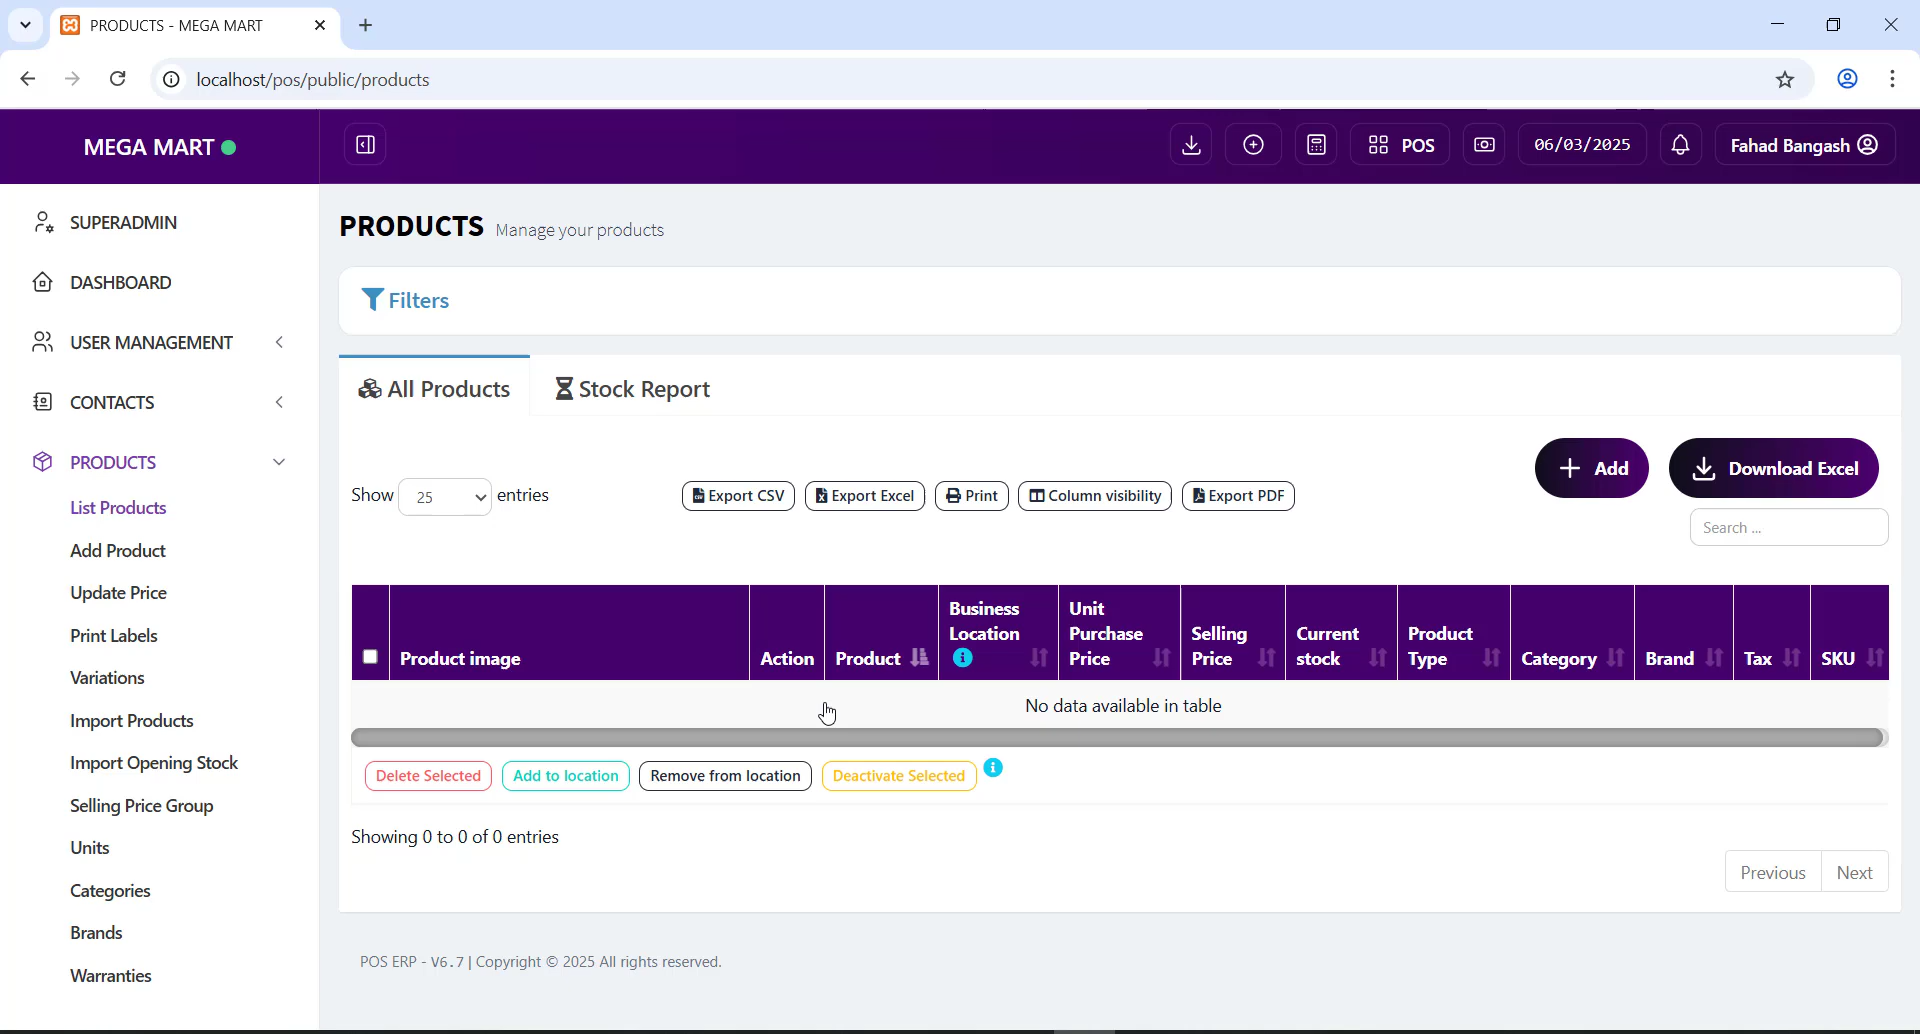 PRODUCTS - MEGA MART
localhost/pos/public/products
MEGA MART
POS
06/03/2025
Fahad Bangash
SUPERADMIN
DASHBOARD
USER MANAGEMENT
CONTACTS
PRODUCTS
List Products
Add Product
Update Price
Print Labels
Variations
Import Products
Import Opening Stock
Selling Price Group
Units
Categories
Brands
Warranties
PRODUCTS Manage your products
Filters
All Products
Stock Report
Add
Download Excel
Show 25 entries
Export CSV
Export Excel
Print
Column visibility
Export PDF
Search ...
Product image
Action
Product
Business
Location
Unit
Purchase
Price
Selling
Price
Current
stock
Product
Type
Category
Brand
Tax
SKU
No data available in table
Delete Selected
Add to location
Remove from location
Deactivate Selected
Showing 0 to 0 of 0 entries
Previous
Next
POS ERP - V6.7 | Copyright © 2025 All rights reserved.